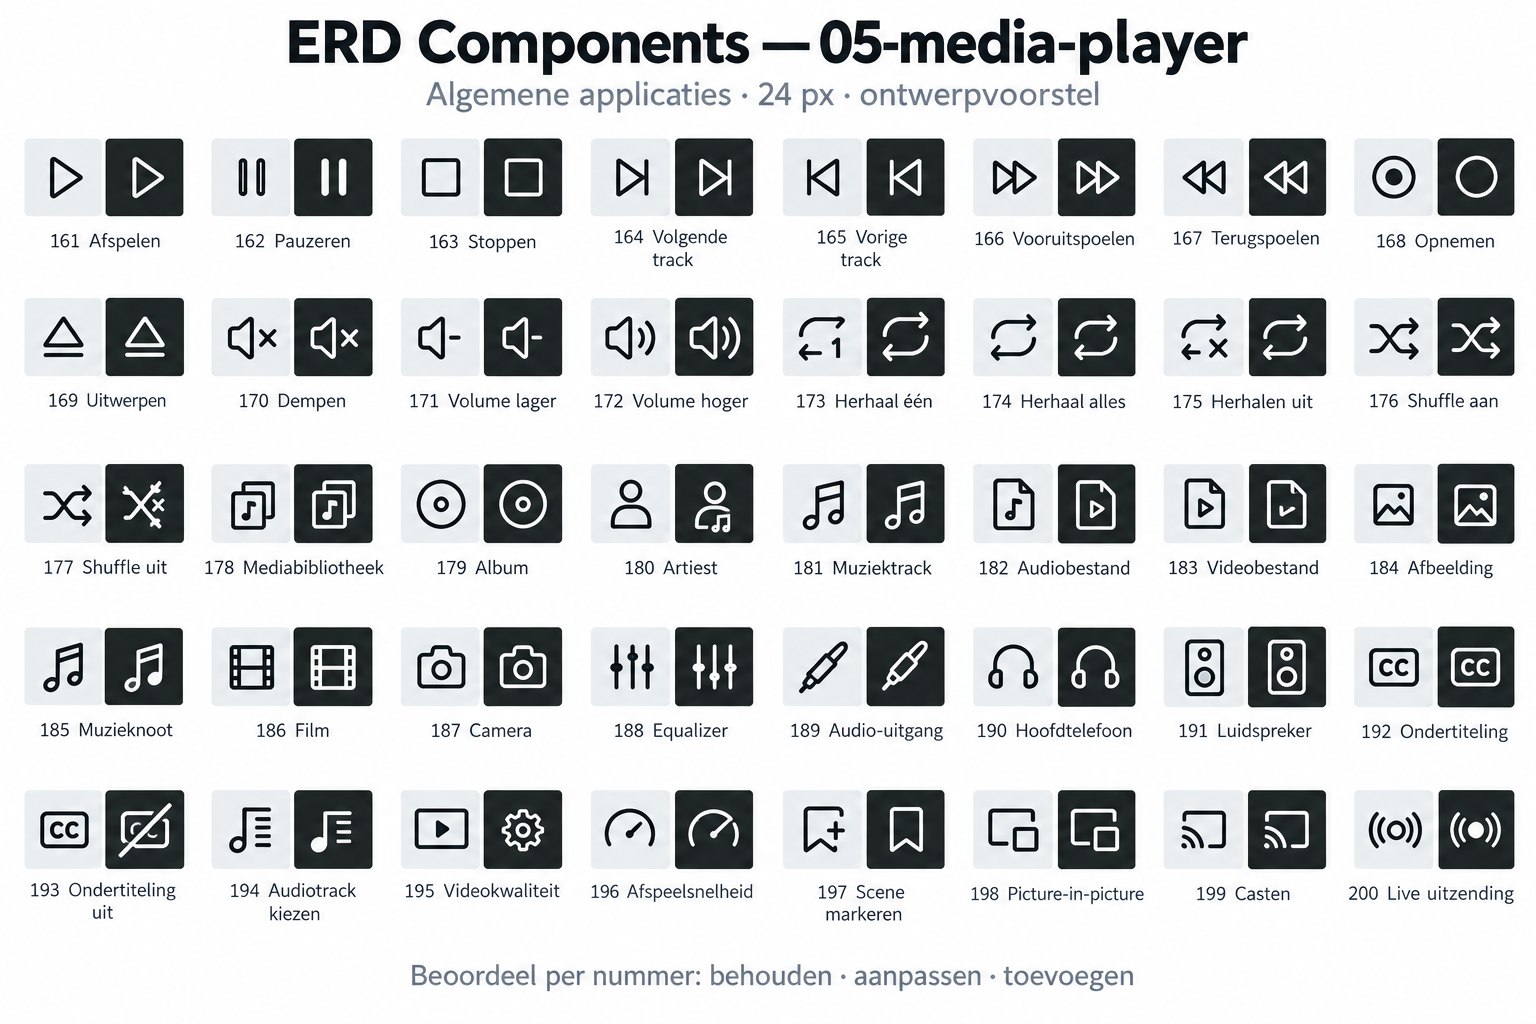 ERD Components — 05-media-player
Algemene applicaties · 24 px · ontwerpvoorstel
161 Afspelen
162 Pauzeren
163 Stoppen
164 Volgende
track
165 Vorige
track
166 Vooruitspoelen
167 Terugspoelen
168 Opnemen
1
169 Uitwerpen
170 Dempen
171 Volume lager
172 Volume hoger
173 Herhaal één
174 Herhaal alles
175 Herhalen uit
176 Shuffle aan
177 Shuffle uit
178 Mediabibliotheek
179 Album
180 Artiest
181 Muziektrack
182 Audiobestand
183 Videobestand
184 Afbeelding
CC
CC
185 Muzieknoot
186 Film
187 Camera
188 Equalizer
189 Audio-uitgang
190 Hoofdtelefoon
191 Luidspreker
192 Ondertiteling
CC
CC
193 Ondertiteling
uit
194 Audiotrack
kiezen
195 Videokwaliteit
196 Afspeelsnelheid
197 Scene
markeren
198 Picture-in-picture
199 Casten
200 Live uitzending
Beoordeel per nummer: behouden · aanpassen · toevoegen